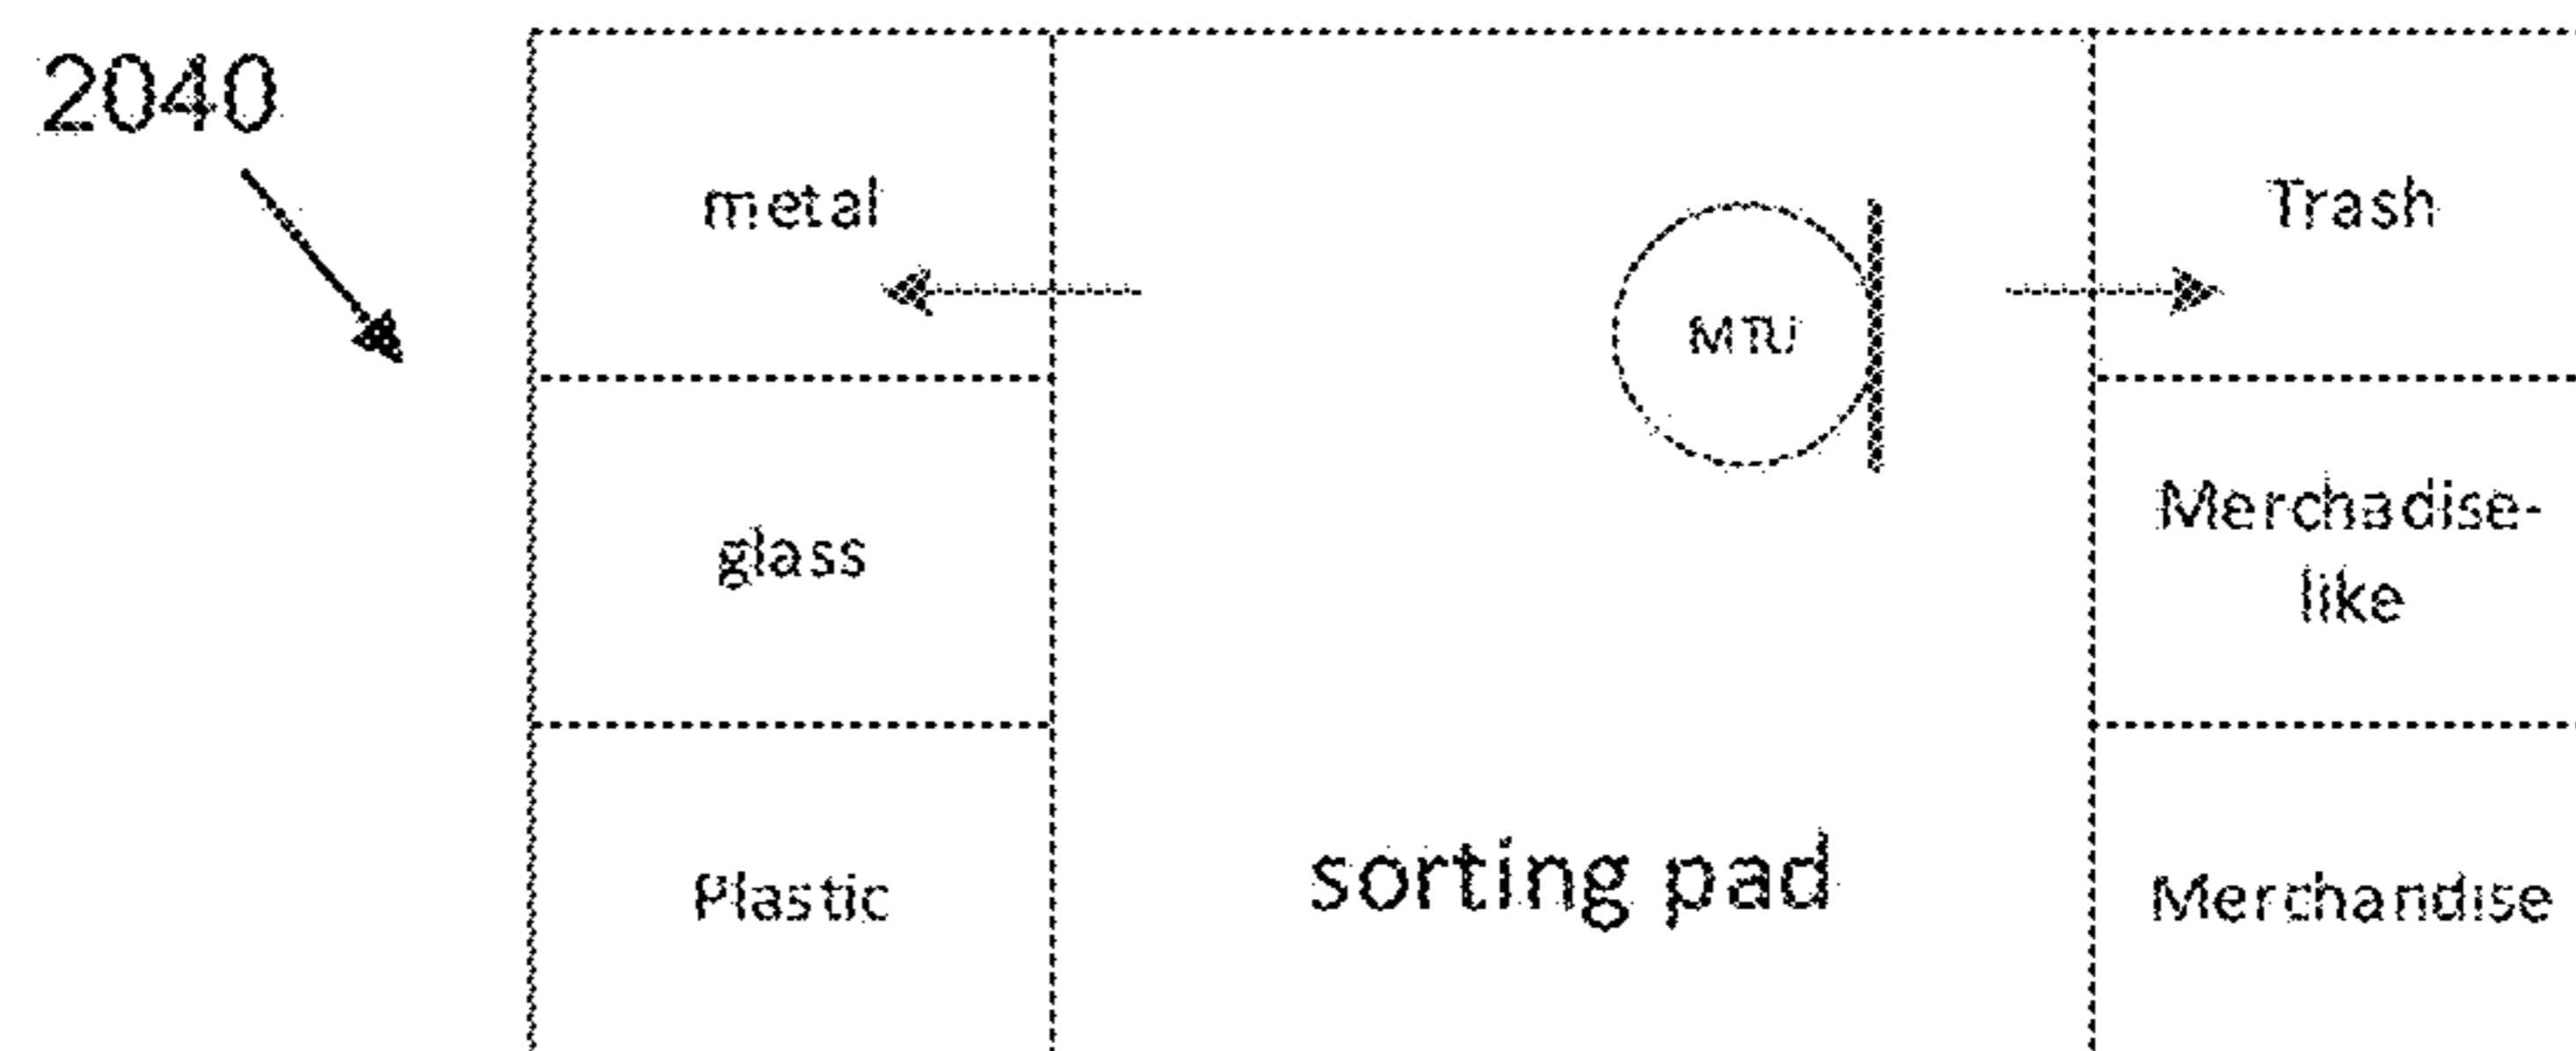 2040
metal
MTU
Trash
glass
Merchadise-
like
Plastic
sorting pad
Merchandise